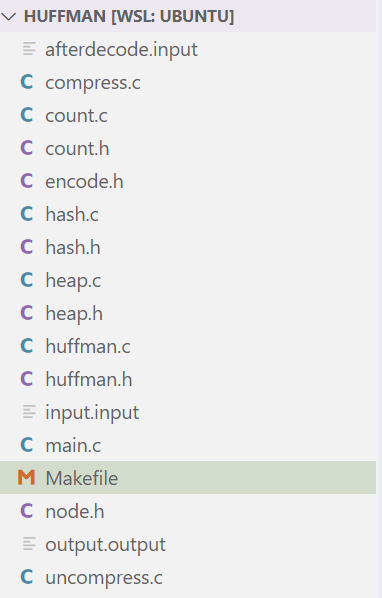 HUFFMAN [WSL: UBUNTU]
afterdecode.input
C compress.c
C count.c
C count.h
C encode.h
C hash.c
C hash.h
C heap.c
C heap.h
C huffman.c
C huffman.h
input.input
C main.c
M Makefile
C node.h
output.output
C uncompress.c